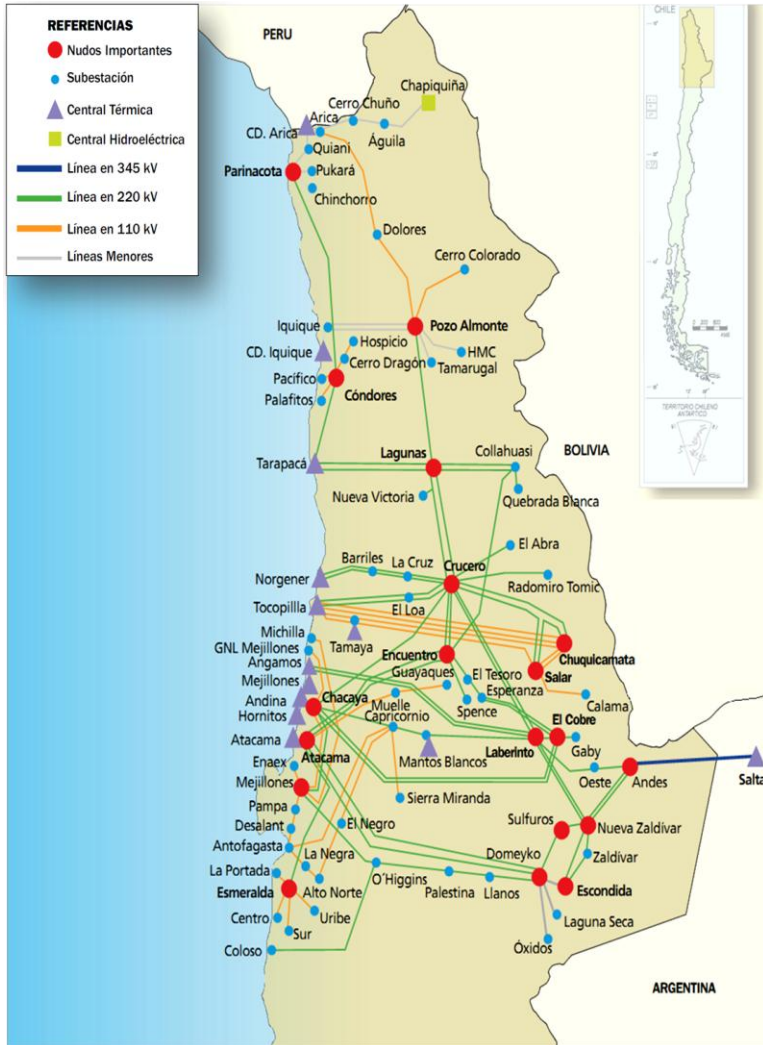 REFERENCIAS
Nudos Importantes
Subestación
Central Térmica
Central Hidroeléctrica
Línea en 345 kV
Línea en 220 kV
Línea en 110 kV
Líneas Menores
PERU
CHILE
Chapiquiña
Cerro Chuño
Arica
CD. Arica
Águila
Quiani
Parinacota
Pukará
Chinchorro
Dolores
Cerro Colorado
Iquique
Pozo Almonte
Hospicio
CD. Iquique
Cerro Dragón
HMC
Tamarugal
Pacífico
Cóndores
Palafitos
TERRITORIO CHILENO
ANTÁRTICO
BOLIVIA
Tarapacá
Lagunas
Collahuasi
Nueva Victoria
Quebrada Blanca
El Abra
Barriles
La Cruz
Crucero
Norgener
Radomiro Tomic
Tocopillla
El Loa
Michilla
Tamaya
GNL Mejillones
Encuentro
Chuquicamata
Angamos
Guayaques
El Tesoro
Salar
Mejillones
Esperanza
Calama
Andina
Chacaya
Muelle
Spence
Hornitos
Capricornio
El Cobre
Atacama
Atacama
Mantos Blancos
Laberinto
Gaby
Enaex
Oeste
Andes
Salta
Mejillones
Sierra Miranda
Pampa
Sulfuros
Nueva Zaldívar
Desalant
El Negro
Antofagasta
La Negra
Domeyko
Zaldívar
La Portada
O´Higgins
Palestina
Llanos
Escondida
Esmeralda
Alto Norte
Centro
Uribe
Laguna Seca
Sur
Coloso
Óxidos
ARGENTINA